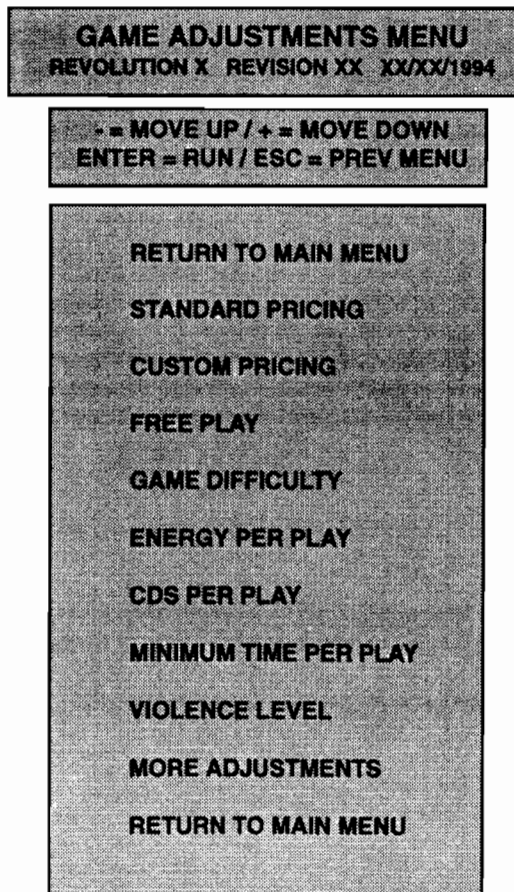 GAME ADJUSTMENTS MENU
REVOLUTION X REVISION XX XX/XX/1994
- = MOVE UP / + = MOVE DOWN
ENTER = RUN / ESC = PREV MENU
RETURN TO MAIN MENU
STANDARD PRICING
CUSTOM PRICING
FREE PLAY
GAME DIFFICULTY
ENERGY PER PLAY
CDS PER PLAY
MINIMUM TIME PER PLAY
VIOLENCE LEVEL
MORE ADJUSTMENTS
RETURN TO MAIN MENU